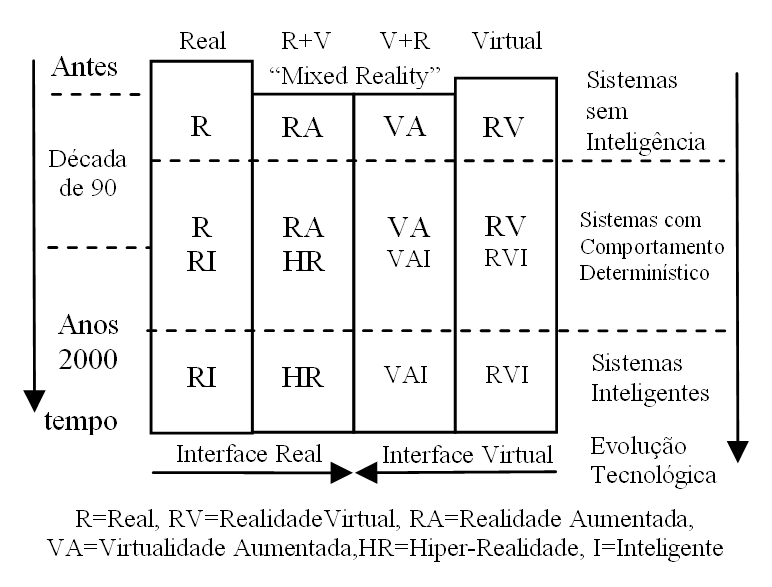 Real R+V V+R Virtual
Antes
“Mixed Reality”
Sistemas
sem
Inteligência
R RA VA RV
Década
de 90
R RA VA RV
RI HR VAI RVI
Sistemas com
Comportamento
Determinístico
Anos
2000
RI HR VAI RVI
Sistemas
Inteligentes
tempo
Interface Real Interface Virtual
Evolução
Tecnológica
R=Real, RV=RealidadeVirtual, RA=Realidade Aumentada,
VA=Virtualidade Aumentada,HR=Hiper-Realidade, I=Inteligente